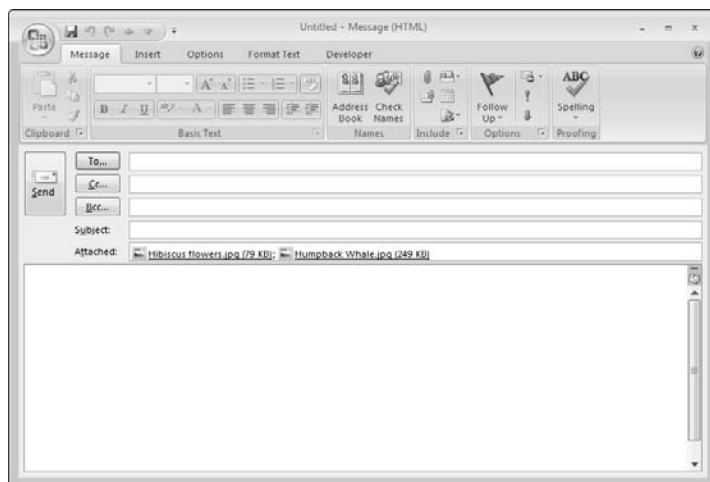 Untitled - Message (HTML)
Message Insert Options Format Text Developer
Paste
B I U ab A
Address Book
Check Names
Follow Up
ABC
Spelling
Clipboard Basic Text Names Include Options Proofing
Send
To...
Cc...
Bcc...
Subject:
Attached: Hibiscus flowers.jpg (79 KB); Humpback Whale.jpg (249 KB)